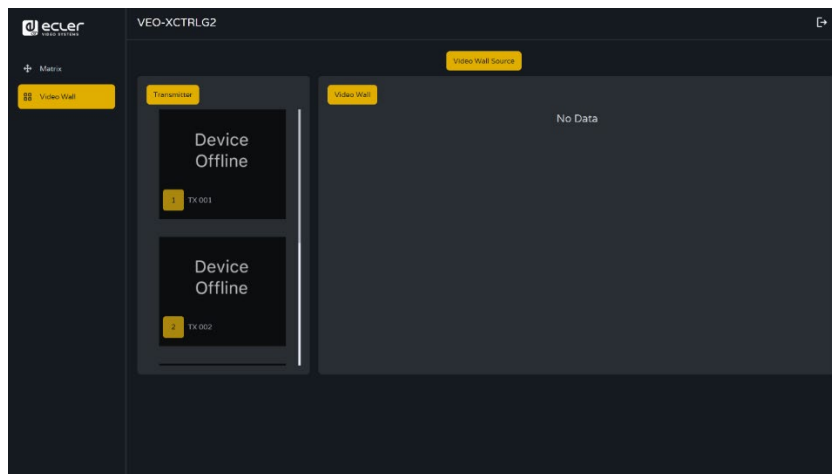 ecler
VIDEO SYSTEMS
VEO-XCTRLG2
Matrix
Video Wall
Video Wall Source
Transmitter
Device
Offline
1 TX 001
Device
Offline
2 TX 002
Video Wall
No Data